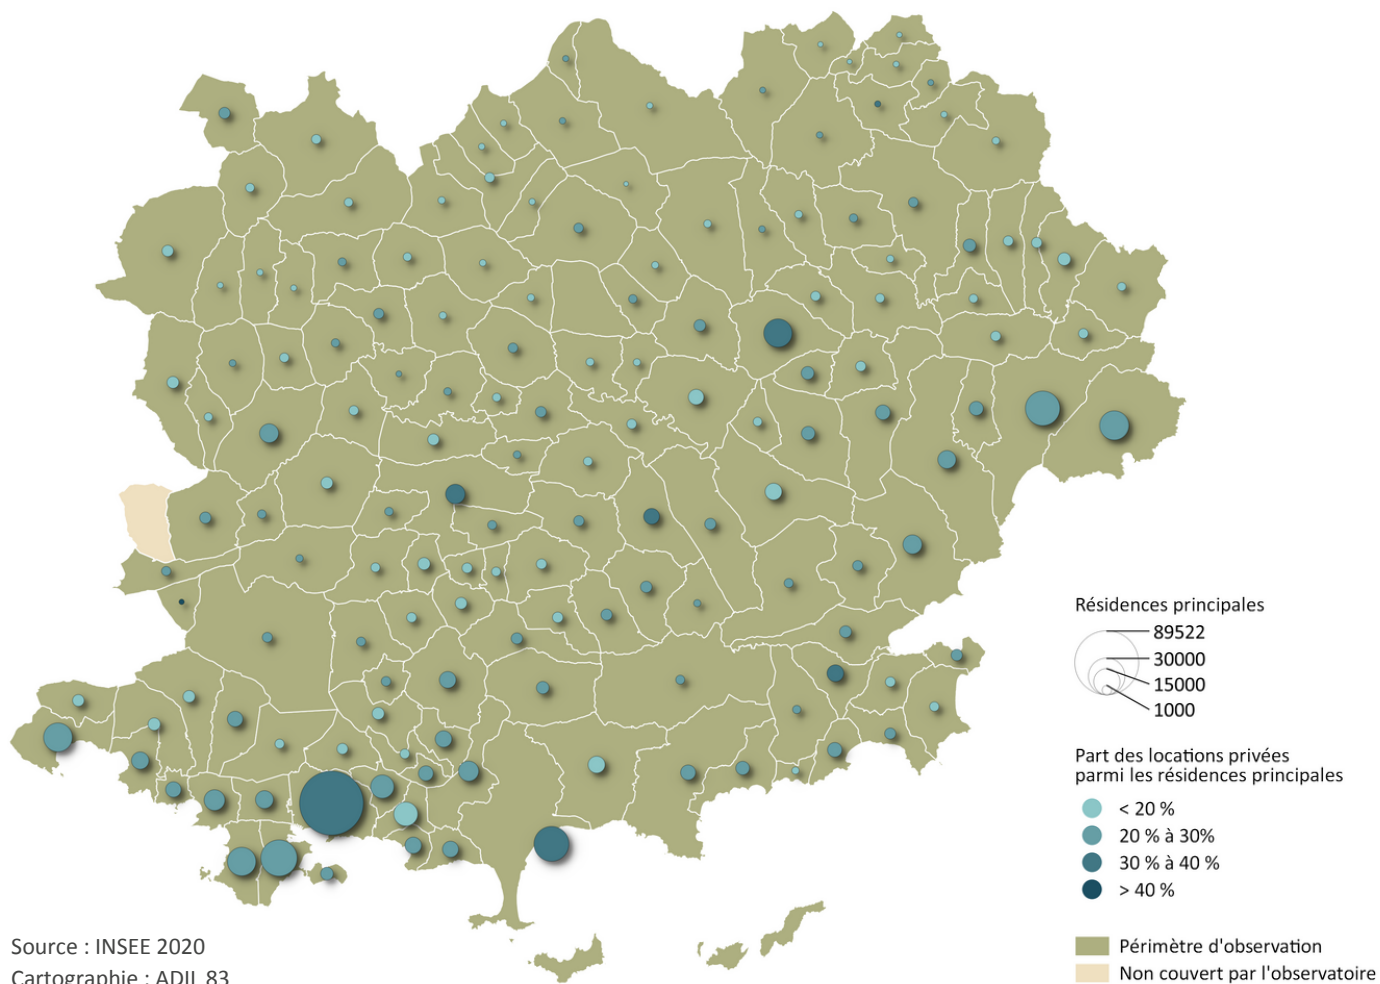 Résidences principales
89522
30000
15000
1000
Part des locations privées
parmi les résidences principales
< 20 %
20 % à 30%
30 % à 40 %
> 40 %
Périmètre d'observation
Non couvert par l'observatoire
Source : INSEE 2020
Cartographie : ADIL 83